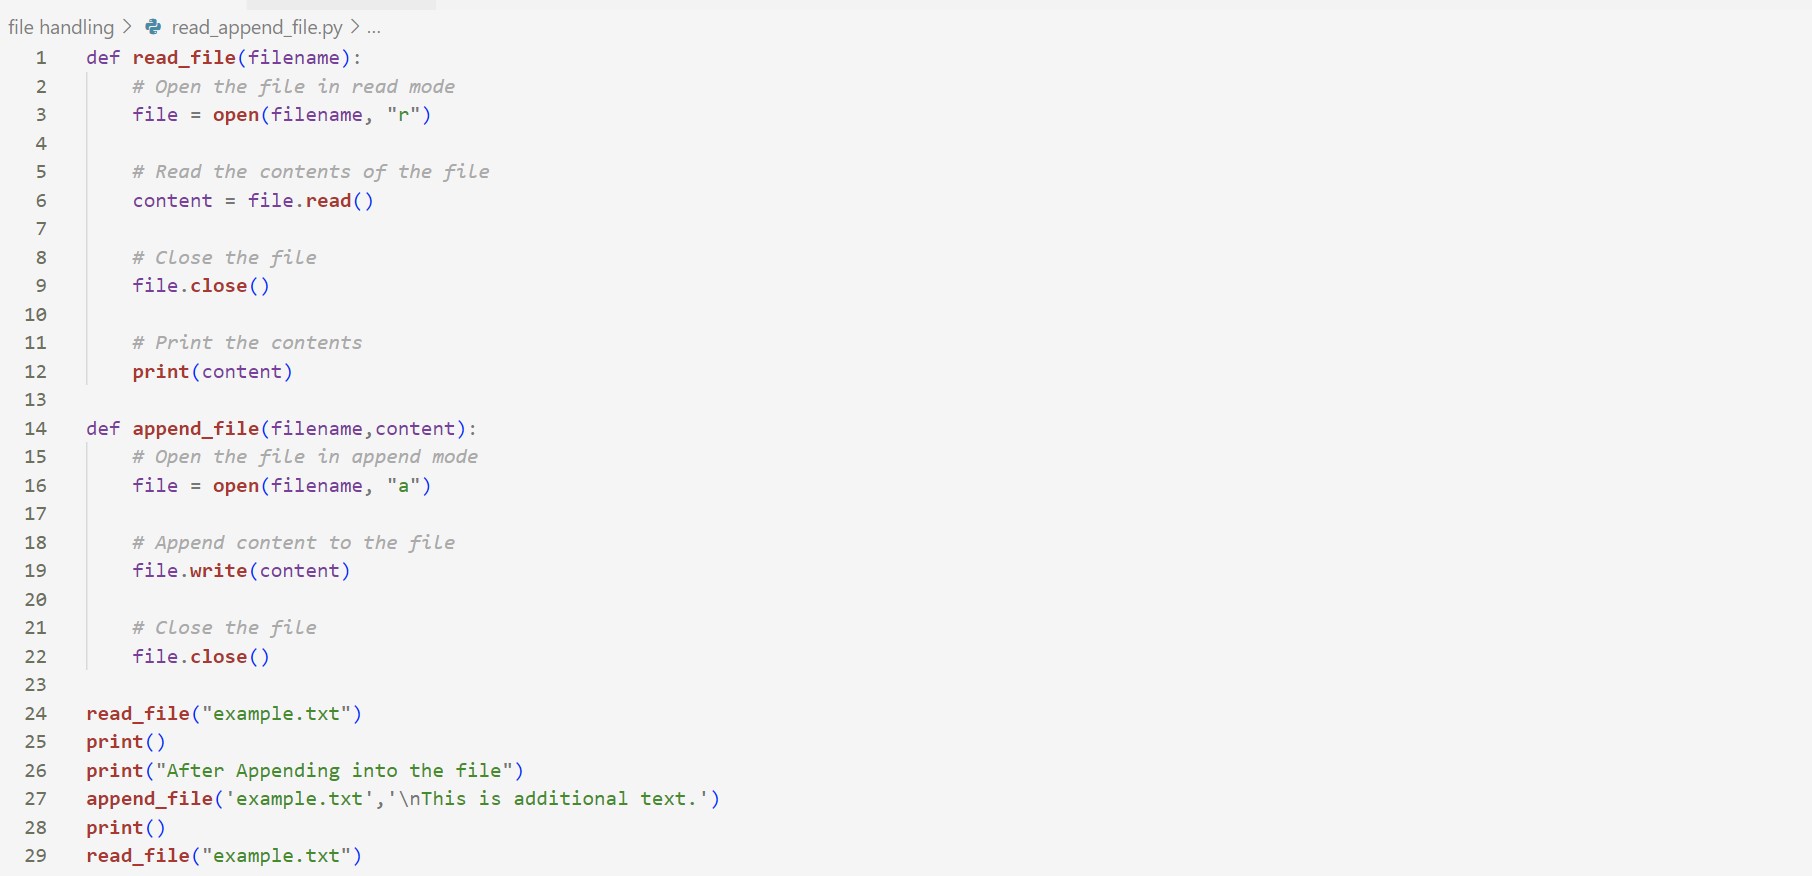 file handling > read_append_file.py > ...
1 def read_file(filename):
2     # Open the file in read mode
3     file = open(filename, "r")
4
5     # Read the contents of the file
6     content = file.read()
7
8     # Close the file
9     file.close()
10
11     # Print the contents
12     print(content)
13
14 def append_file(filename,content):
15     # Open the file in append mode
16     file = open(filename, "a")
17
18     # Append content to the file
19     file.write(content)
20
21     # Close the file
22     file.close()
23
24 read_file("example.txt")
25 print()
26 print("After Appending into the file")
27 append_file('example.txt','\nThis is additional text.')
28 print()
29 read_file("example.txt")